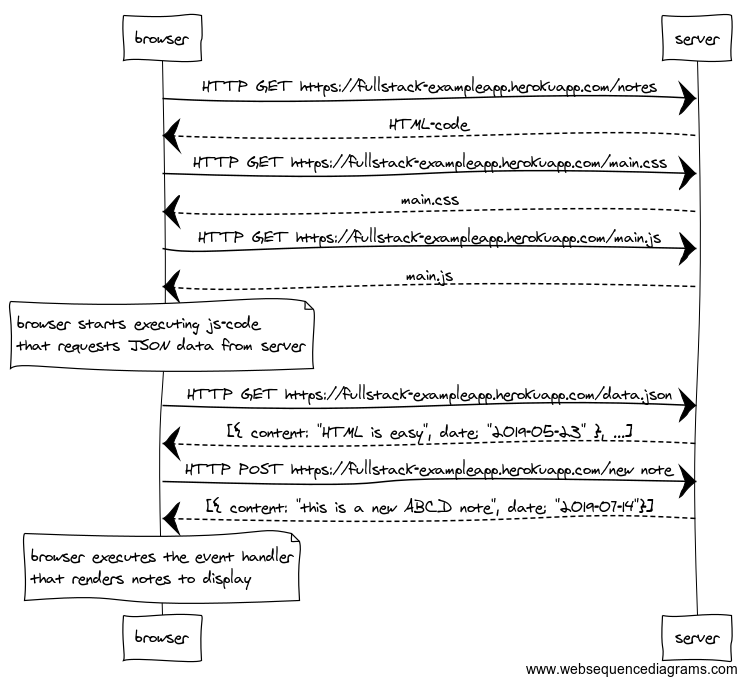 browser
server
HTTP GET https://fullstack-exampleapp.herokuapp.com/notes
HTML-code
HTTP GET https://fullstack-exampleapp.herokuapp.com/main.css
main.css
HTTP GET https://fullstack-exampleapp.herokuapp.com/main.js
main.js
browser starts executing js-code
that requests JSON data from server
HTTP GET https://fullstack-exampleapp.herokuapp.com/data.json
[{ content: "HTML is easy", date: "2019-05-23" }, ...]
HTTP POST https://fullstack-exampleapp.herokuapp.com/new note
[{ content: "this is a new ABCD note", date: "2019-07-14"}]
browser executes the event handler
that renders notes to display
browser
server
www.websequencediagrams.com